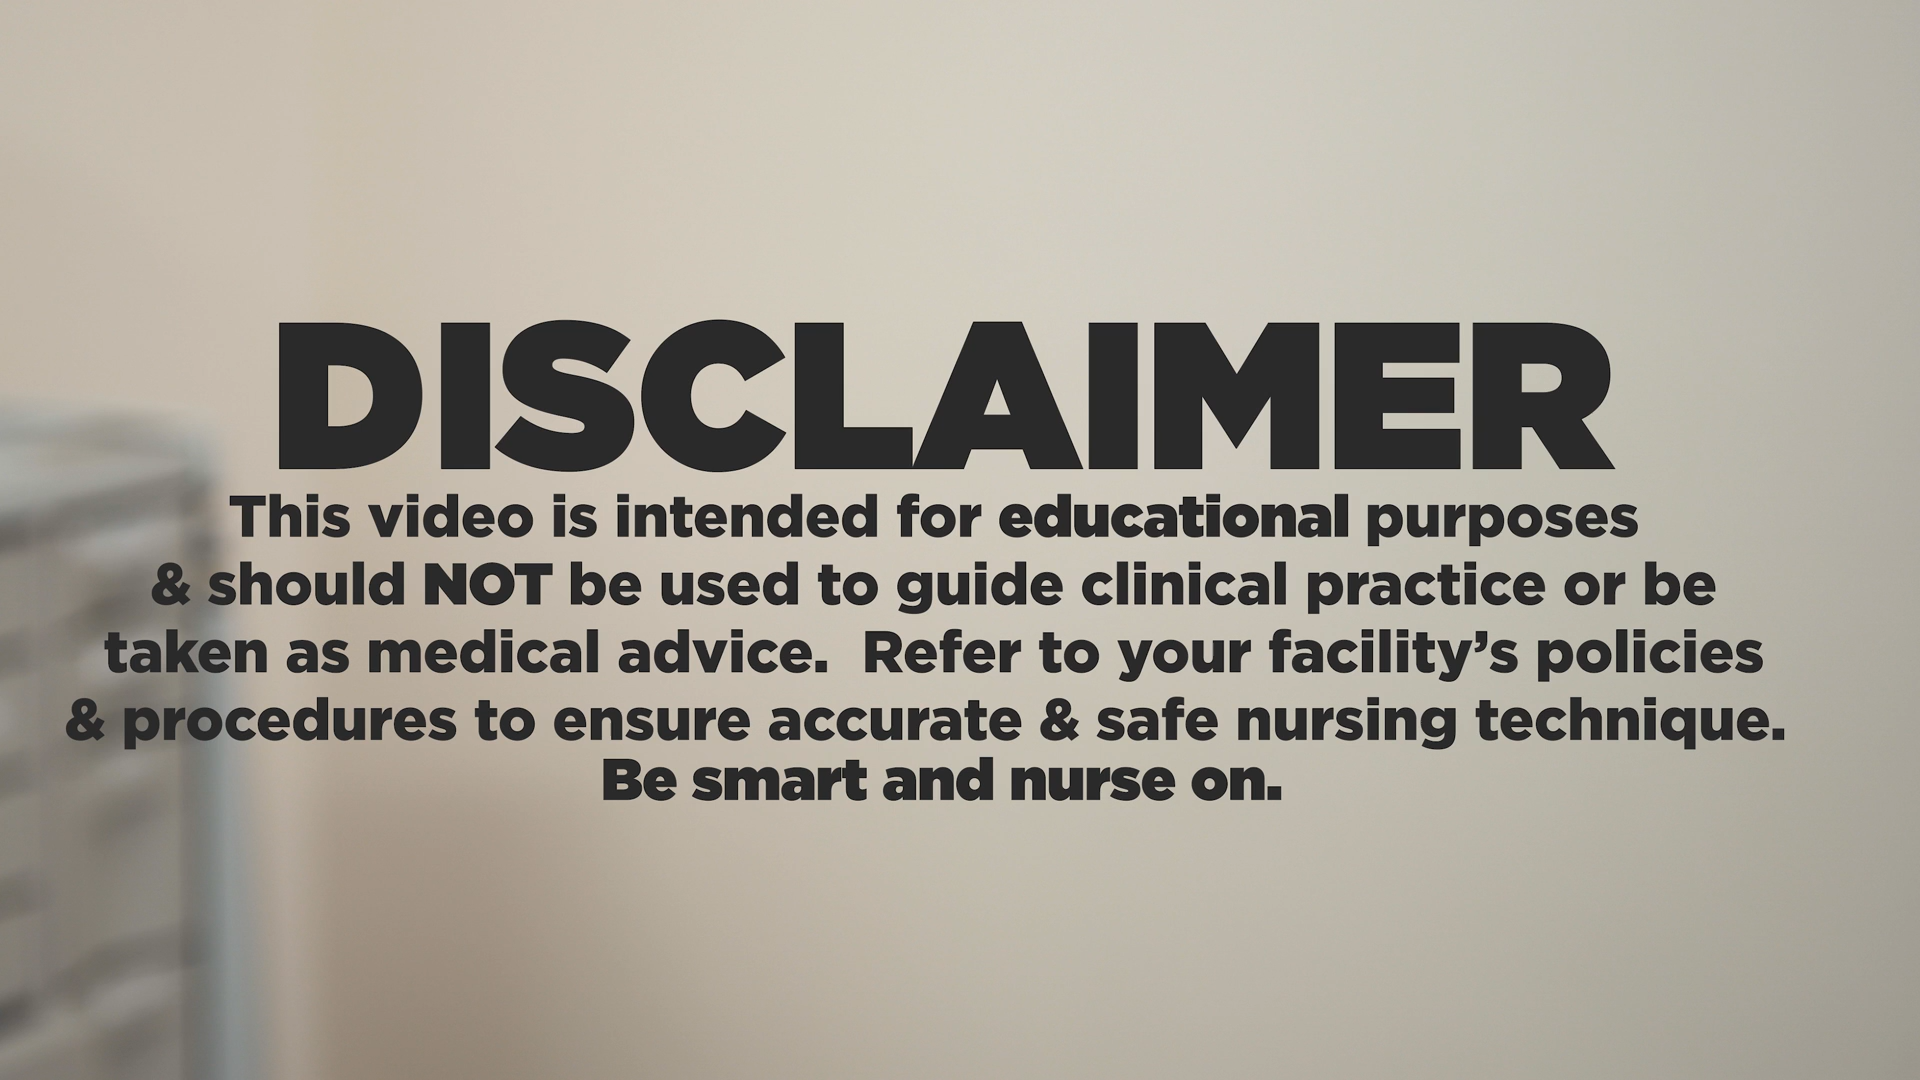 DISCLAIMER
This video is intended for educational purposes
& should NOT be used to guide clinical practice or be
taken as medical advice.  Refer to your facility’s policies
& procedures to ensure accurate & safe nursing technique.
Be smart and nurse on.